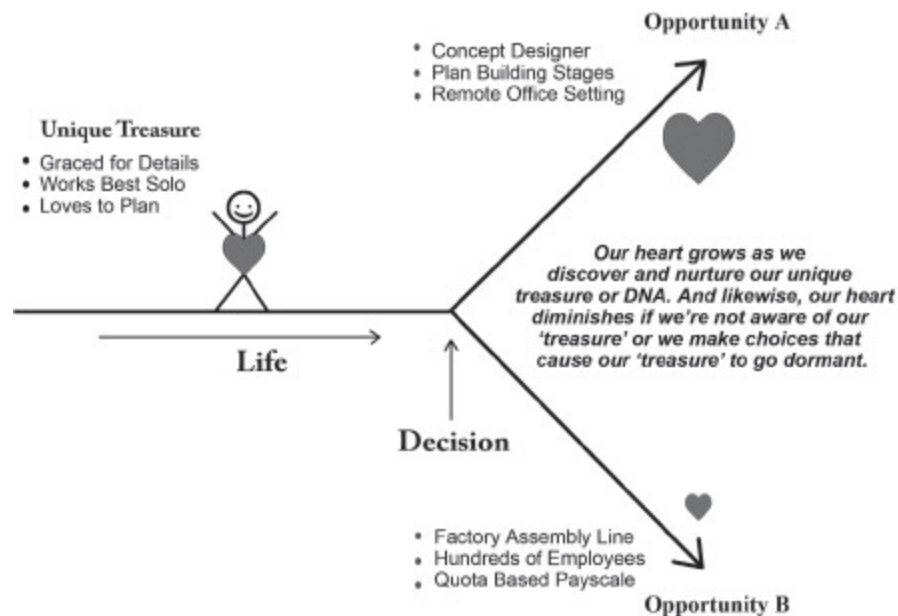 Opportunity A
• Concept Designer
• Plan Building Stages
• Remote Office Setting
Unique Treasure
• Graced for Details
• Works Best Solo
• Loves to Plan
Our heart grows as we
discover and nurture our unique
treasure or DNA. And likewise, our heart
diminishes if we're not aware of our
‘treasure’ or we make choices that
cause our ‘treasure’ to go dormant.
Life
Decision
• Factory Assembly Line
• Hundreds of Employees
• Quota Based Payscale
Opportunity B